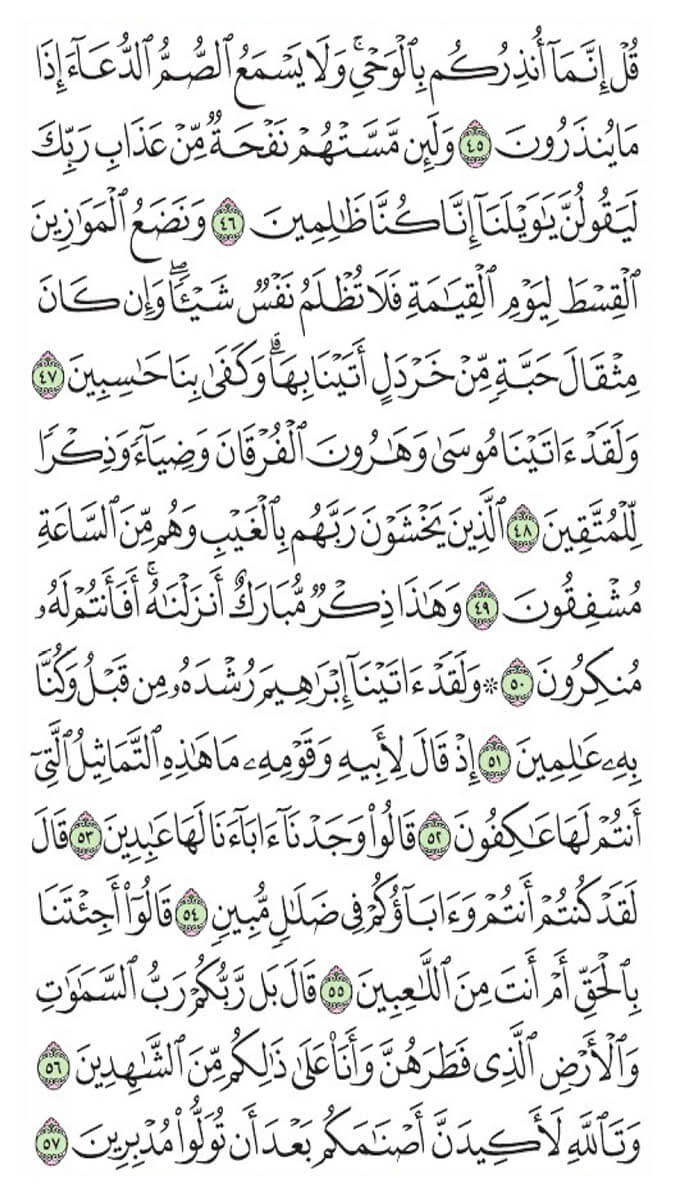 قُلْ إِنَّمَآ أُنذِرُكُم بِٱلْوَحْىِ ۚ وَلَا يَسْمَعُ ٱلصُّمُّ ٱلدُّعَآءَ إِذَا
مَا يُنذَرُونَ ٤٥ وَلَئِن مَّسَّتْهُمْ نَفْحَةٌ مِّنْ عَذَابِ رَبِّكَ
لَيَقُولُنَّ يَٰوَيْلَنَآ إِنَّا كُنَّا ظَٰلِمِينَ ٤٦ وَنَضَعُ ٱلْمَوَٰزِينَ
ٱلْقِسْطَ لِيَوْمِ ٱلْقِيَٰمَةِ فَلَا تُظْلَمُ نَفْسٌ شَيْـًٔا ۖ وَإِن كَانَ
مِثْقَالَ حَبَّةٍ مِّنْ خَرْدَلٍ أَتَيْنَا بِهَا ۗ وَكَفَىٰ بِنَا حَٰسِبِينَ ٤٧
وَلَقَدْ ءَاتَيْنَا مُوسَىٰ وَهَٰرُونَ ٱلْفُرْقَانَ وَضِيَآءً وَذِكْرًا
لِّلْمُتَّقِينَ ٤٨ ٱلَّذِينَ يَخْشَوْنَ رَبَّهُم بِٱلْغَيْبِ وَهُم مِّنَ ٱلسَّاعَةِ
مُشْفِقُونَ ٤٩ وَهَٰذَا ذِكْرٌ مُّبَارَكٌ أَنزَلْنَٰهُ ۚ أَفَأَنتُمْ لَهُۥ
مُنكِرُونَ ٥٠ ۞ وَلَقَدْ ءَاتَيْنَآ إِبْرَٰهِيمَ رُشْدَهُۥ مِن قَبْلُ وَكُنَّا
بِهِۦ عَٰلِمِينَ ٥١ إِذْ قَالَ لِأَبِيهِ وَقَوْمِهِۦ مَا هَٰذِهِ ٱلتَّمَاثِيلُ ٱلَّتِىٓ
أَنتُمْ لَهَا عَٰكِفُونَ ٥٢ قَالُوا۟ وَجَدْنَآ ءَابَآءَنَا لَهَا عَٰبِدِينَ ٥٣ قَالَ
لَقَدْ كُنتُمْ أَنتُمْ وَءَابَآؤُكُمْ فِى ضَلَٰلٍ مُّبِينٍ ٥٤ قَالُوٓا۟ أَجِئْتَنَا
بِٱلْحَقِّ أَمْ أَنتَ مِنَ ٱللَّٰعِبِينَ ٥٥ قَالَ بَل رَّبُّكُمْ رَبُّ ٱلسَّمَٰوَٰتِ
وَٱلْأَرْضِ ٱلَّذِى فَطَرَهُنَّ وَأَنَا۠ عَلَىٰ ذَٰلِكُم مِّنَ ٱلشَّٰهِدِينَ ٥٦
وَتَٱللَّهِ لَأَكِيدَنَّ أَصْنَٰمَكُم بَعْدَ أَن تُوَلُّوا۟ مُدْبِرِينَ ٥٧